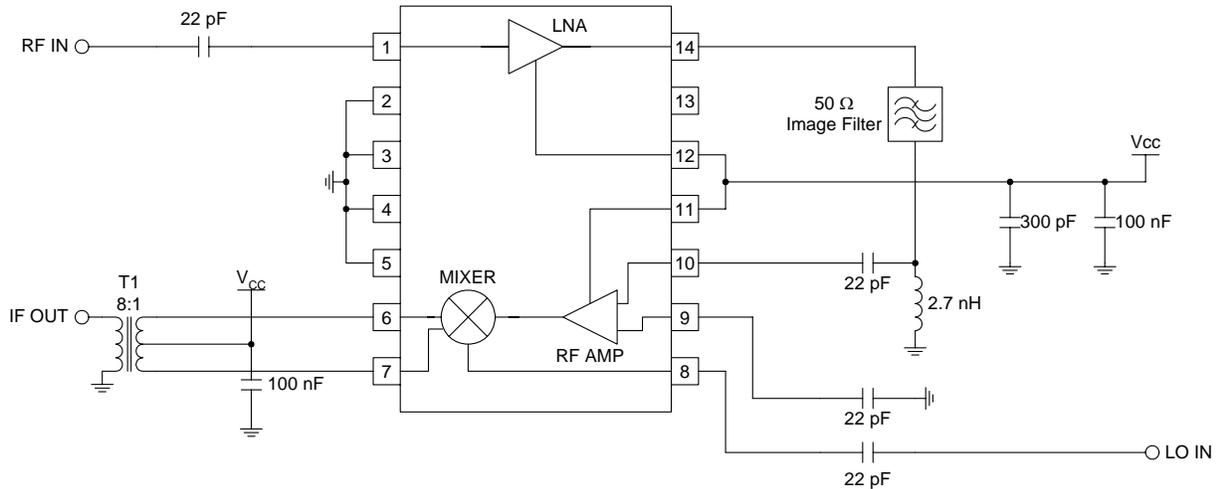 22 pF
LNA
RF IN
1
14
2
50 Ω
Image Filter
13
3
12
Vcc
4
11
300 pF
100 nF
5
10
22 pF
T1
8:1
VCC
MIXER
2.7 nH
IF OUT
6
9
RF AMP
7
8
100 nF
22 pF
LO IN
22 pF